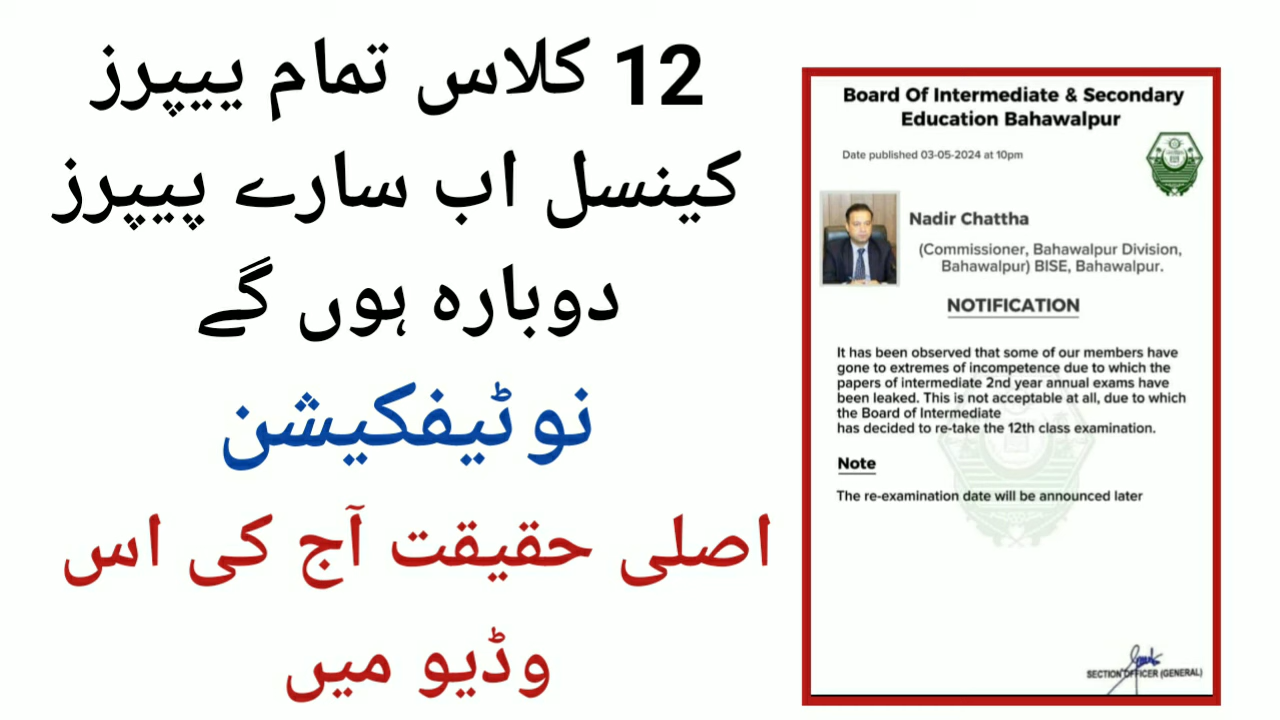 12 کلاس تمام پیپرز
کینسل اب سارے پیپرز
دوبارہ ہوں گے
نوٹیفکیشن
اصلی حقیقت آج کی اس
وڈیو میں
Board Of Intermediate & Secondary
Education Bahawalpur
Date published 03-05-2024 at 10pm
Nadir Chattha
(Commissioner, Bahawalpur Division,
Bahawalpur) BISE, Bahawalpur.
NOTIFICATION
It has been observed that some of our members have
gone to extremes of incompetence due to which the
papers of intermediate 2nd year annual exams have
been leaked. This is not acceptable at all, due to which
the Board of Intermediate
has decided to re-take the 12th class examination.
Note
The re-examination date will be announced later
SECTION OFFICER (GENERAL)